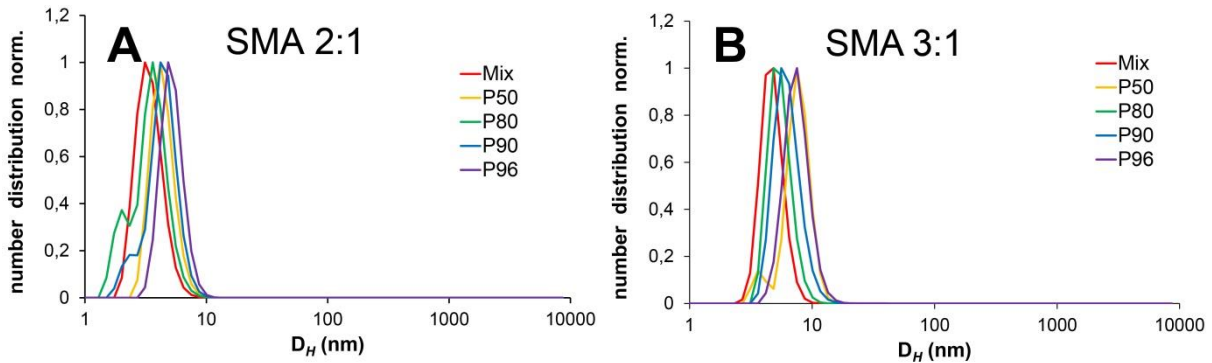 A
SMA 2:1
number distribution norm.
1,2
1
0,8
0,6
0,4
0,2
0
Mix
P50
P80
P90
P96
1
10
100
1000
10000
D_H (nm)
B
SMA 3:1
number distribution norm.
1,2
1
0,8
0,6
0,4
0,2
0
Mix
P50
P80
P90
P96
1
10
100
1000
10000
D_H (nm)